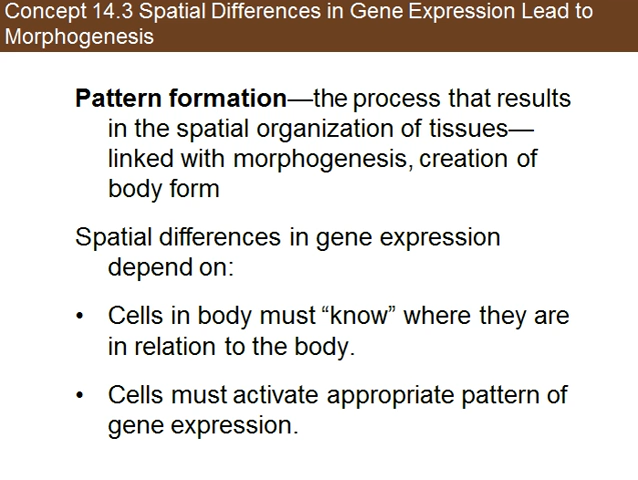 Concept 14.3 Spatial Differences in Gene Expression Lead to
Morphogenesis
Pattern formation—the process that results
in the spatial organization of tissues—
linked with morphogenesis, creation of
body form
Spatial differences in gene expression
depend on:
• Cells in body must “know” where they are
in relation to the body.
• Cells must activate appropriate pattern of
gene expression.